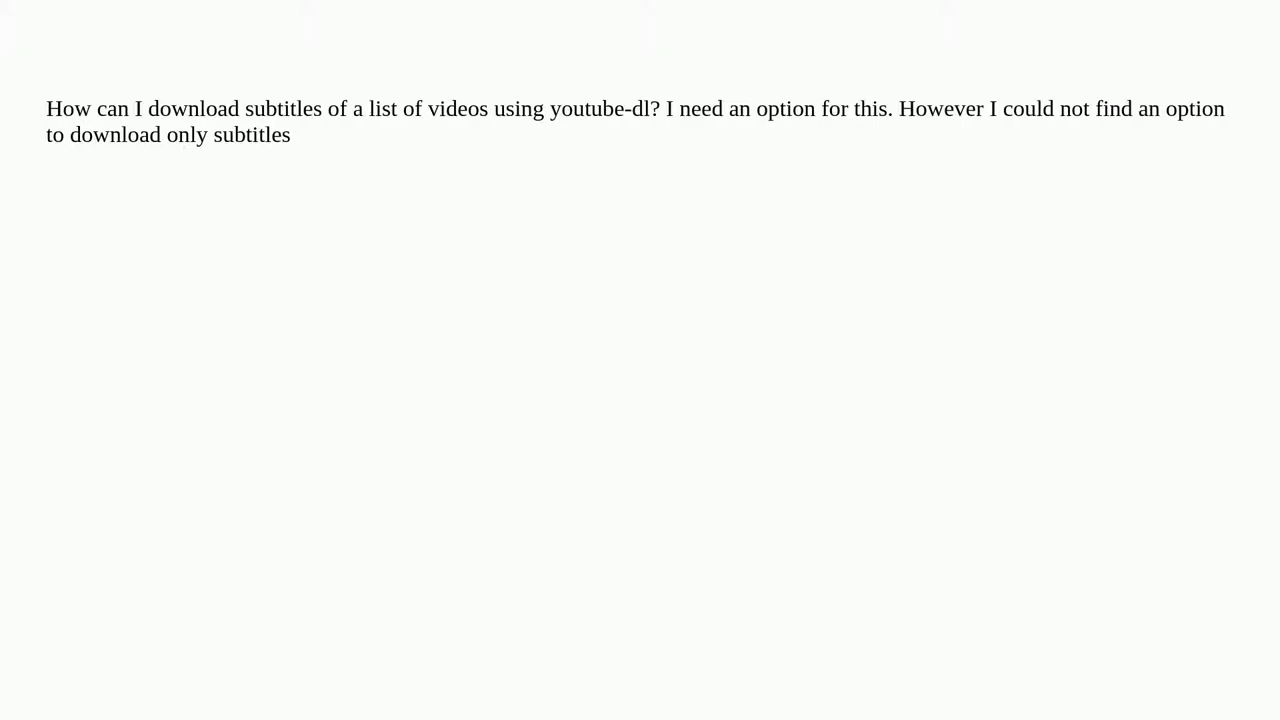 How can I download subtitles of a list of videos using youtube-dl? I need an option for this. However I could not find an option
to download only subtitles